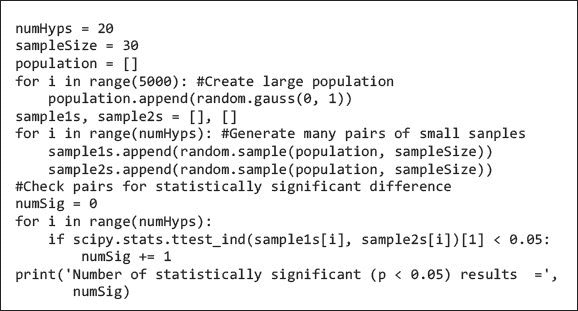 numHyps = 20
sampleSize = 30
population = []
for i in range(5000): #Create large population
    population.append(random.gauss(0, 1))
sample1s, sample2s = [], []
for i in range(numHyps): #Generate many pairs of small sanples
    sample1s.append(random.sample(population, sampleSize))
    sample2s.append(random.sample(population, sampleSize))
#Check pairs for statistically significant difference
numSig = 0
for i in range(numHyps):
    if scipy.stats.ttest_ind(sample1s[i], sample2s[i])[1] < 0.05:
        numSig += 1
print('Number of statistically significant (p < 0.05) results  =',
       numSig)